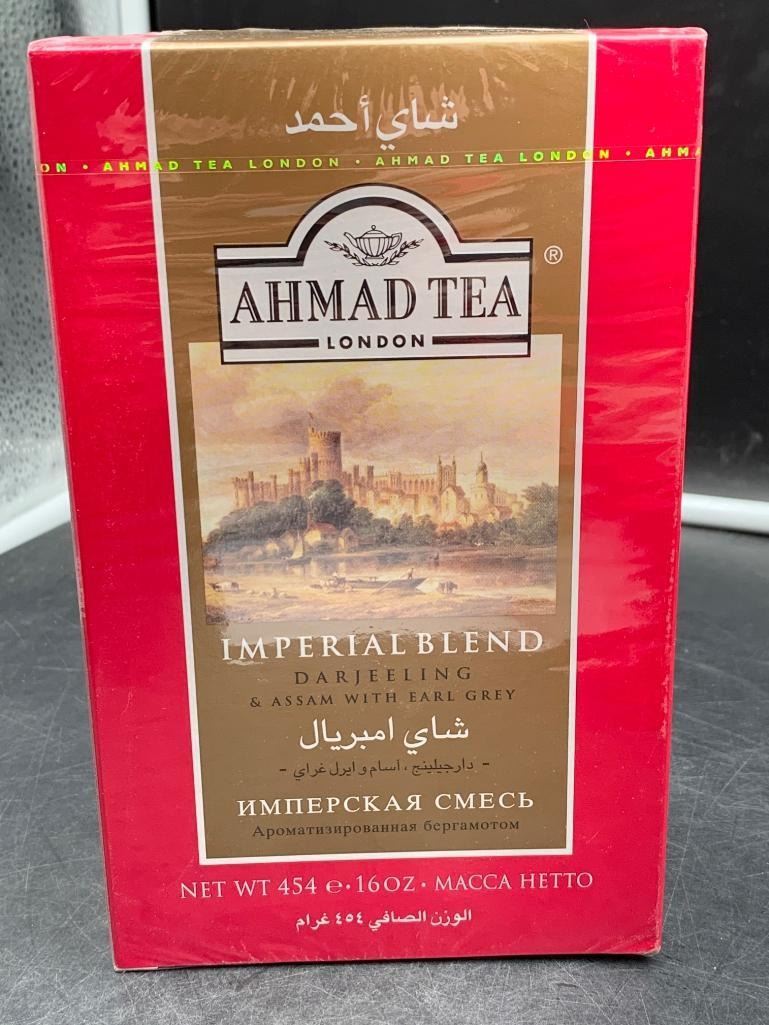 شاي أحمد
ON • AHMAD TEA LONDON • AHMAD TEA LONDON • AHMA
AHMAD TEA ®
LONDON
IMPERIAL BLEND
DARJEELING
& ASSAM WITH EARL GREY
شاي امبريال
- دارجيلينج ، آسام و ايرل غراي -
ИМПЕРСКАЯ СМЕСЬ
Ароматизированная бергамотом
NET WT 454 ℮ • 16 OZ • МАССА НЕТТО
الوزن الصافي ٤٥٤ غرام